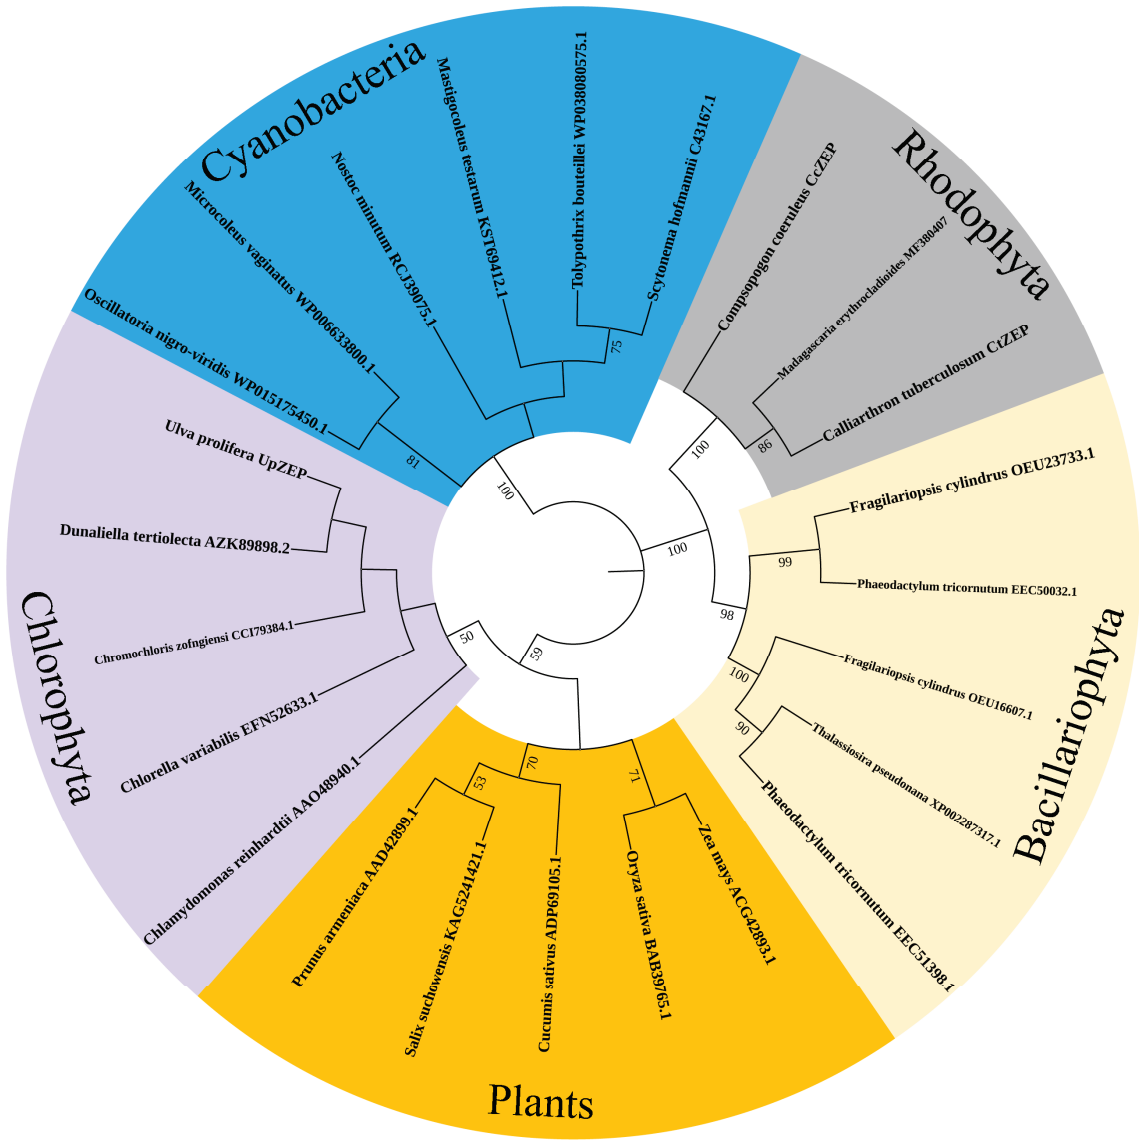 Cyanobacteria
Oscillatoria nigro-viridis WP015175450.1
Microcoleus vaginatus WP006633800.1
Nostoc minutum RCJ39075.1
Mastigocoleus testarum KST69412.1
Tolypothrix bouteillei WP038080575.1
Scytonema hofmannii C43167.1
75
81
100
Rhodophyta
Compsopogon coeruleus CcZEP
Madagascaria erythrocladioides MF380407
Calliarthron tuberculosum CtZEP
86
100
100
98
Bacillariophyta
Fragilariopsis cylindrus OEU23733.1
Phaeodactylum tricornutum EEC50032.1
Fragilariopsis cylindrus OEU16607.1
Thalassiosira pseudonana XP002287317.1
Phaeodactylum tricornutum EEC51398.1
99
100
90
Plants
Zea mays ACG42893.1
Oryza sativa BAB39765.1
Cucumis sativus ADP69105.1
Salix suchowensis KAG5241421.1
Prunus armeniaca AAD42899.1
71
70
53
59
50
Chlorophyta
Chlamydomonas reinhardtii AAO48940.1
Chlorella variabilis EFN52633.1
Chromochloris zofngiensis CCI79384.1
Dunaliella tertiolecta AZK89898.2
Ulva prolifera UpZEP